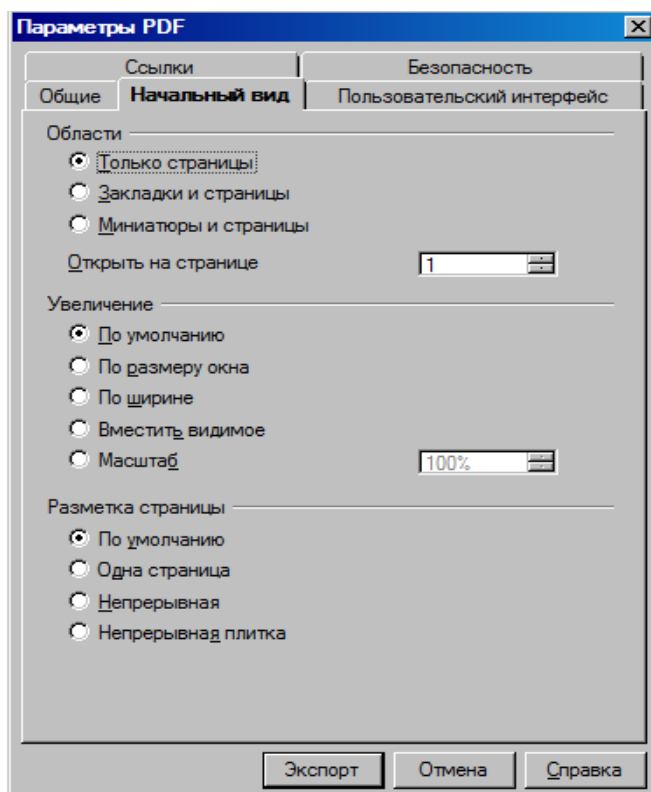 Параметры PDF
Ссылки Безопасность
Общие Начальный вид Пользовательский интерфейс
Области
Только страницы
Закладки и страницы
Миниатюры и страницы
Открыть на странице 1
Увеличение
По умолчанию
По размеру окна
По ширине
Вместить видимое
Масштаб 100%
Разметка страницы
По умолчанию
Одна страница
Непрерывная
Непрерывная плитка
Экспорт Отмена Справка